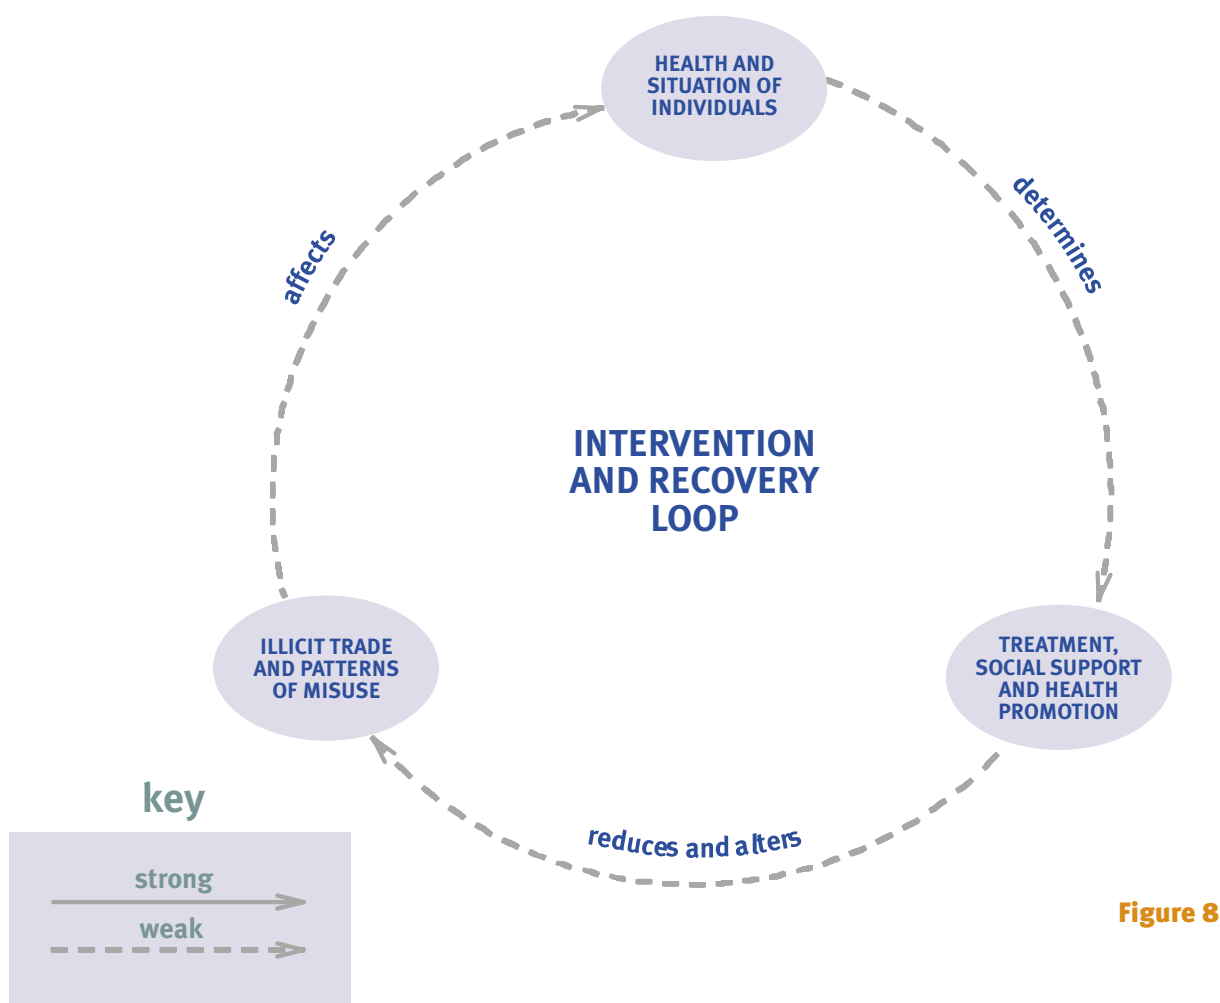 HEALTH AND
SITUATION OF
INDIVIDUALS
determines
affects
INTERVENTION
AND RECOVERY
LOOP
ILLICIT TRADE
AND PATTERNS
OF MISUSE
TREATMENT,
SOCIAL SUPPORT
AND HEALTH
PROMOTION
reduces and alters
key
strong
weak
Figure 8